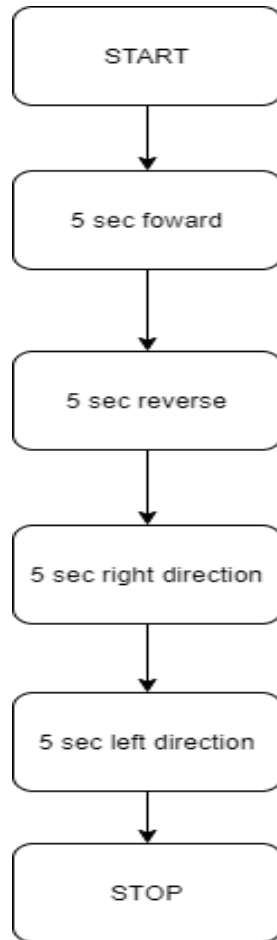 START
5 sec foward
5 sec reverse
5 sec right direction
5 sec left direction
STOP